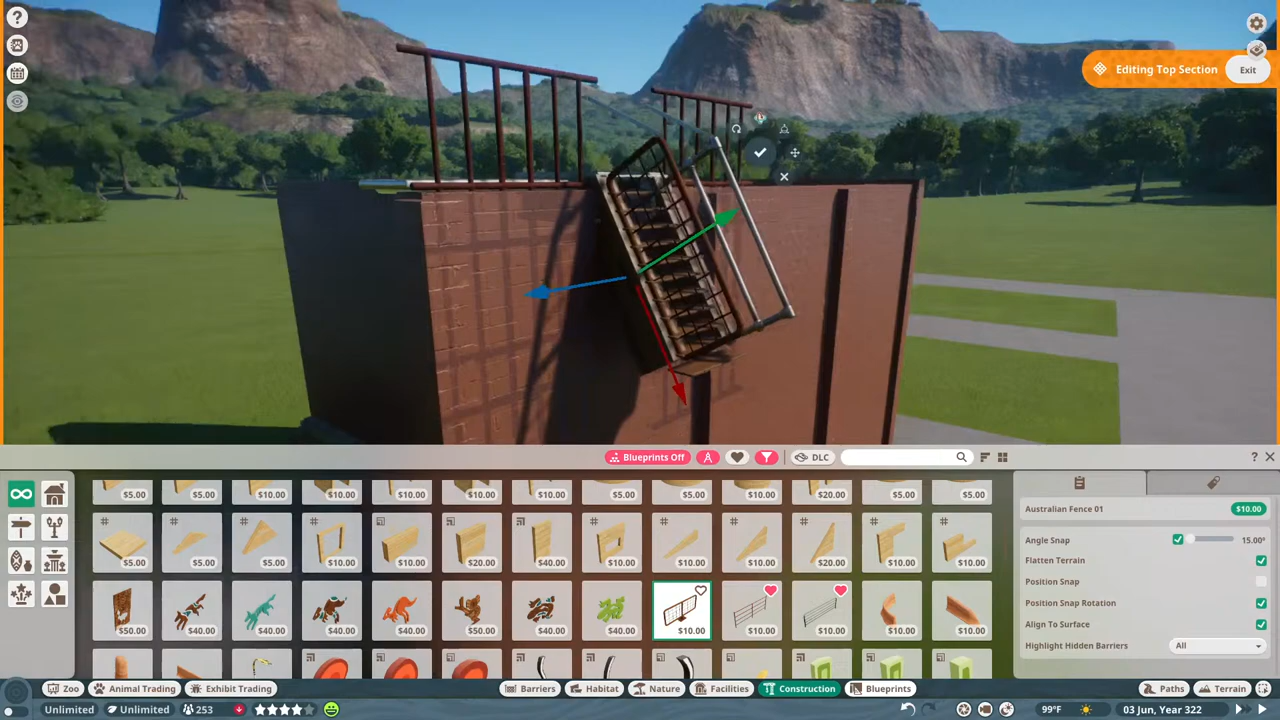 Editing Top Section
Exit
Blueprints Off
DLC
$5.00 $5.00 $10.00 $10.00 $10.00 $10.00 $10.00 $5.00 $5.00 $5.00 $20.00 $5.00 $5.00
$5.00 $5.00 $5.00 $10.00 $10.00 $20.00 $40.00 $10.00 $10.00 $10.00 $10.00 $10.00 $10.00
$50.00 $40.00 $40.00 $40.00 $40.00 $50.00 $40.00 $40.00 $10.00 $10.00 $10.00 $10.00 $10.00
Australian Fence 01
$10.00
Angle Snap
15.00°
Flatten Terrain
Position Snap
Position Snap Rotation
Align To Surface
Highlight Hidden Barriers
All
Zoo
Animal Trading
Exhibit Trading
Barriers
Habitat
Nature
Facilities
Construction
Blueprints
Paths
Terrain
Unlimited
Unlimited
253
99°F
03 Jun, Year 322